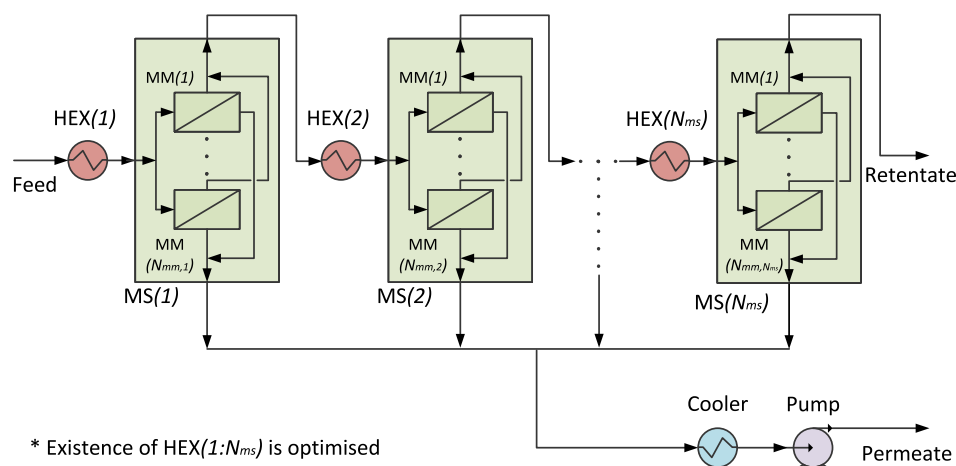 MM(1)
MM(1)
MM(1)
HEX(1)
HEX(2)
HEX(Nms)
Feed
Retentate
MM
(Nmm,1)
MM
(Nmm,2)
MM
(Nmm,Nms)
MS(1)
MS(2)
MS(Nms)
Cooler
Pump
* Existence of HEX(1:Nms) is optimised
Permeate